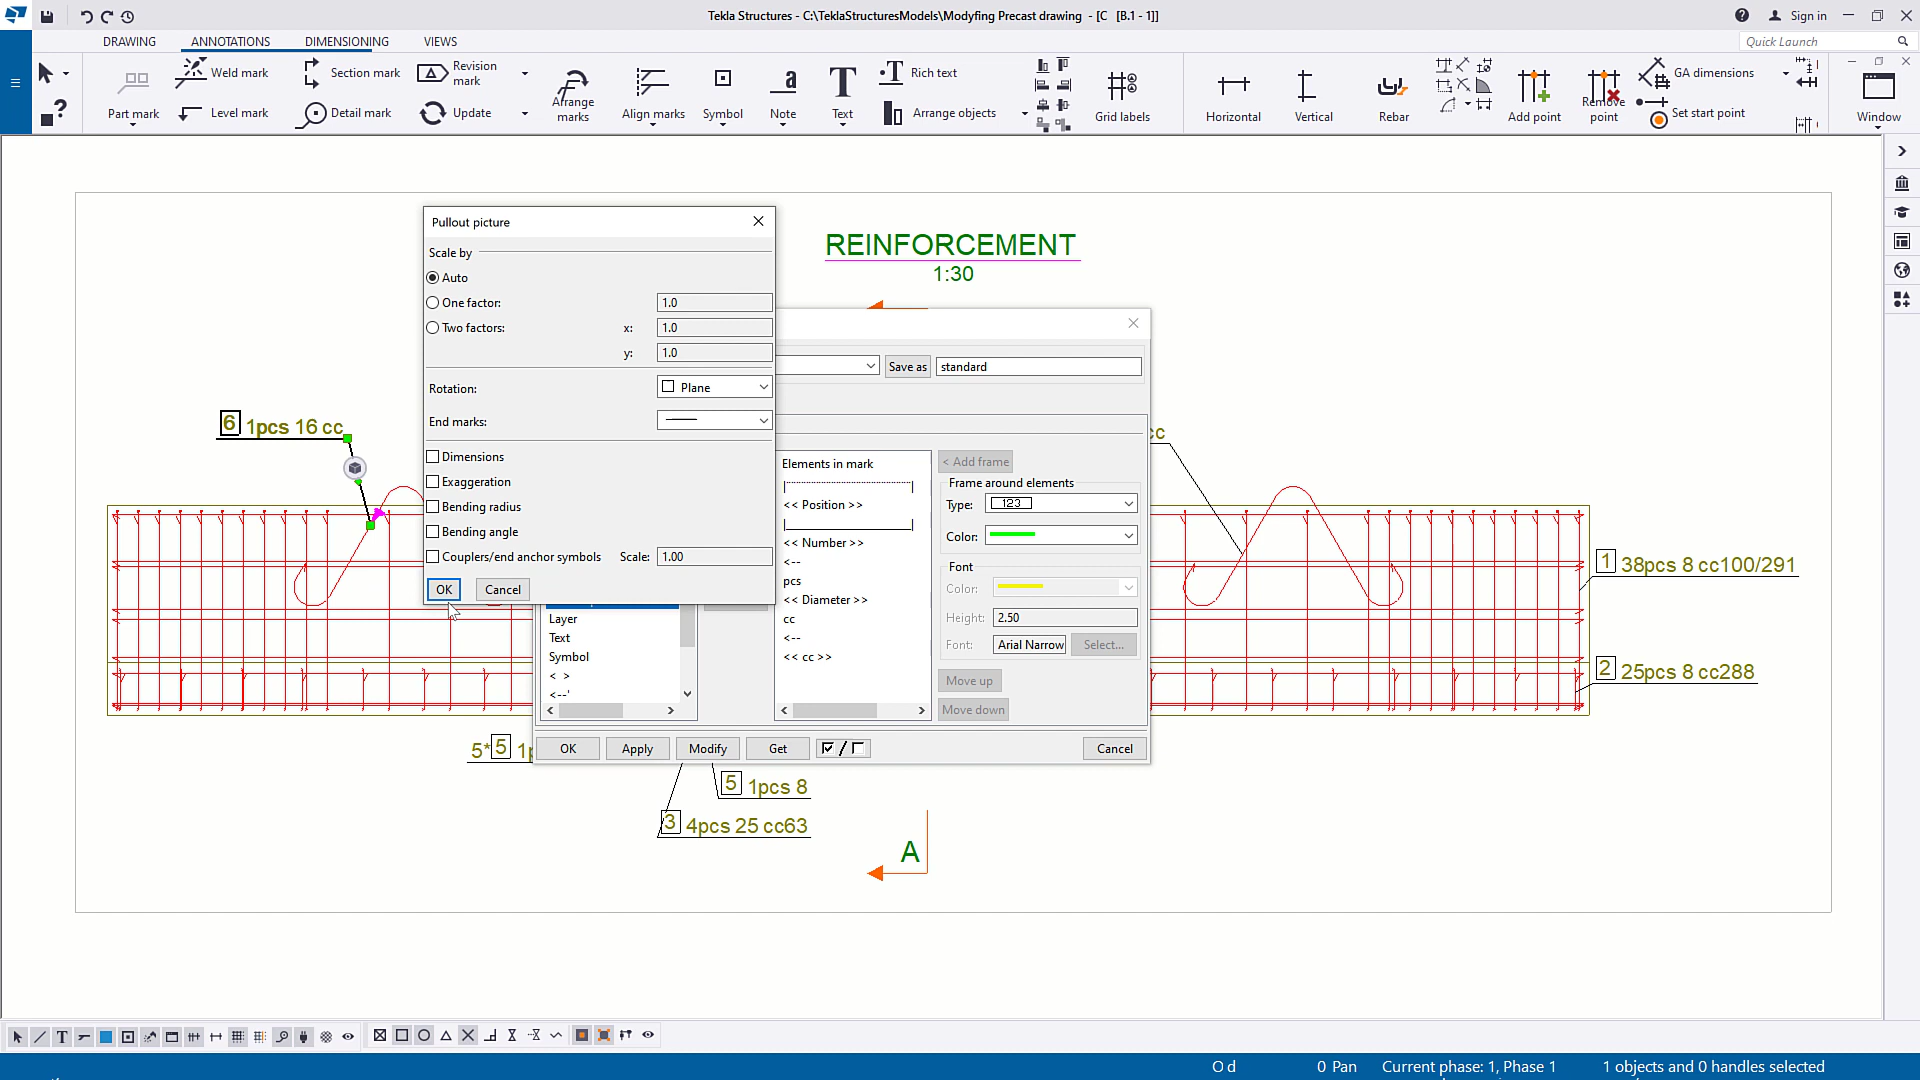 Tekla Structures - C:\TeklaStructuresModels\Modyfing Precast drawing - [C [B.1 - 1]]
Sign in
DRAWING ANNOTATIONS DIMENSIONING VIEWS
Quick Launch
Part mark
Weld mark
Level mark
Section mark
Detail mark
Revision mark
Update
Arrange marks
Align marks
Symbol
Note
Text
Rich text
Arrange objects
Grid labels
Horizontal
Vertical
Rebar
Add point
Remove point
GA dimensions
Set start point
Window
REINFORCEMENT
1:30
Pullout picture
Scale by
Auto
One factor: 1.0
Two factors: x: 1.0
y: 1.0
Rotation: Plane
End marks:
Dimensions
Exaggeration
Bending radius
Bending angle
Couplers/end anchor symbols Scale: 1.00
OK Cancel
Save as standard
Elements in mark
<< Position >>
<< Number >>
<--
pcs
<< Diameter >>
cc
<--
<< cc >>
< Add frame
Frame around elements
Type: 123
Color:
Font
Color:
Height: 2.50
Font: Arial Narrow Select...
Move up
Move down
Layer
Text
Symbol
< >
<--'
OK Apply Modify Get Cancel
6 1pcs 16 cc
cc
1 38pcs 8 cc100/291
2 25pcs 8 cc288
5*5 1p
5 1pcs 8
3 4pcs 25 cc63
A
O d 0 Pan Current phase: 1, Phase 1 1 objects and 0 handles selected